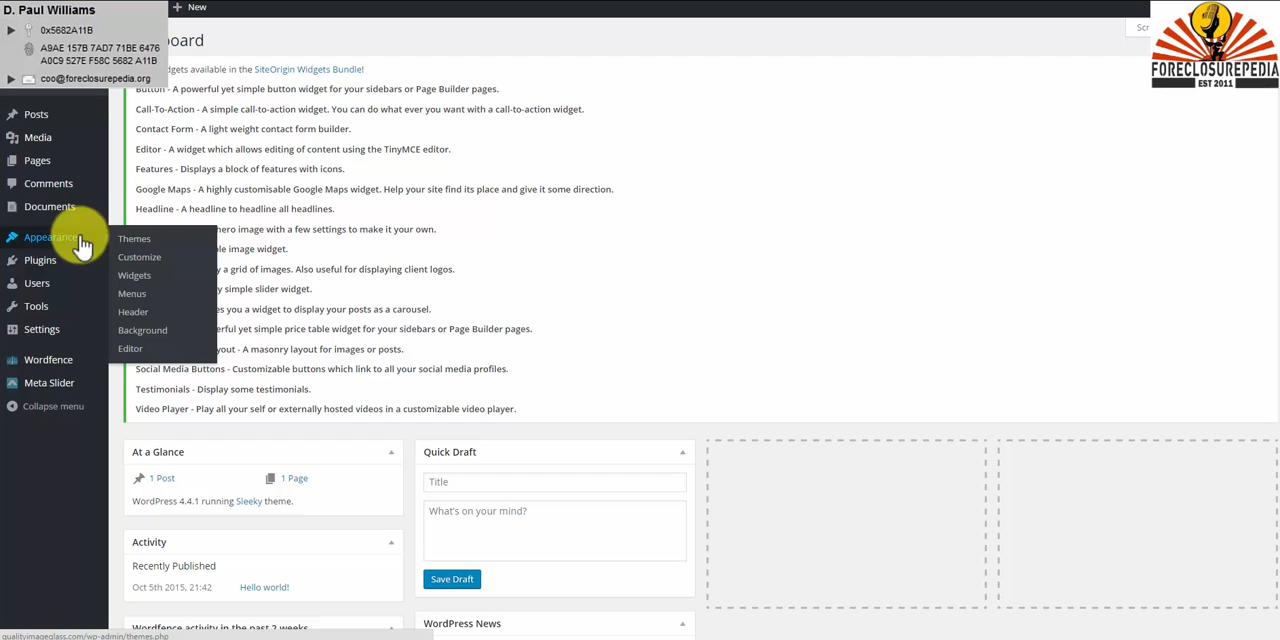 D. Paul Williams
0x5682A11B
A9AE 157B 7AD7 71BE 6476
A0C9 527E F58C 5682 A11B
coo@foreclosurepedia.org
New
board
Scr
FORECLOSUREPEDIA
EST 2011
Posts
Media
Pages
Comments
Documents
Appearance
Plugins
Users
Tools
Settings
Wordfence
Meta Slider
Collapse menu
Themes
Customize
Widgets
Menus
Header
Background
Editor
dgets available in the SiteOrigin Widgets Bundle!
Button - A powerful yet simple button widget for your sidebars or Page Builder pages.
Call-To-Action - A simple call-to-action widget. You can do what ever you want with a call-to-action widget.
Contact Form - A light weight contact form builder.
Editor - A widget which allows editing of content using the TinyMCE editor.
Features - Displays a block of features with icons.
Google Maps - A highly customisable Google Maps widget. Help your site find its place and give it some direction.
Headline - A headline to headline all headlines.
hero image with a few settings to make it your own.
ple image widget.
y a grid of images. Also useful for displaying client logos.
y simple slider widget.
es you a widget to display your posts as a carousel.
erful yet simple price table widget for your sidebars or Page Builder pages.
yout - A masonry layout for images or posts.
Social Media Buttons - Customizable buttons which link to all your social media profiles.
Testimonials - Display some testimonials.
Video Player - Play all your self or externally hosted videos in a customizable video player.
At a Glance
1 Post
1 Page
WordPress 4.4.1 running Sleeky theme.
Activity
Recently Published
Oct 5th 2015, 21:42
Hello world!
Wordfence activity in the past 2 weeks
Quick Draft
Title
What's on your mind?
Save Draft
WordPress News
qualityimageglass.com/wp-admin/themes.php